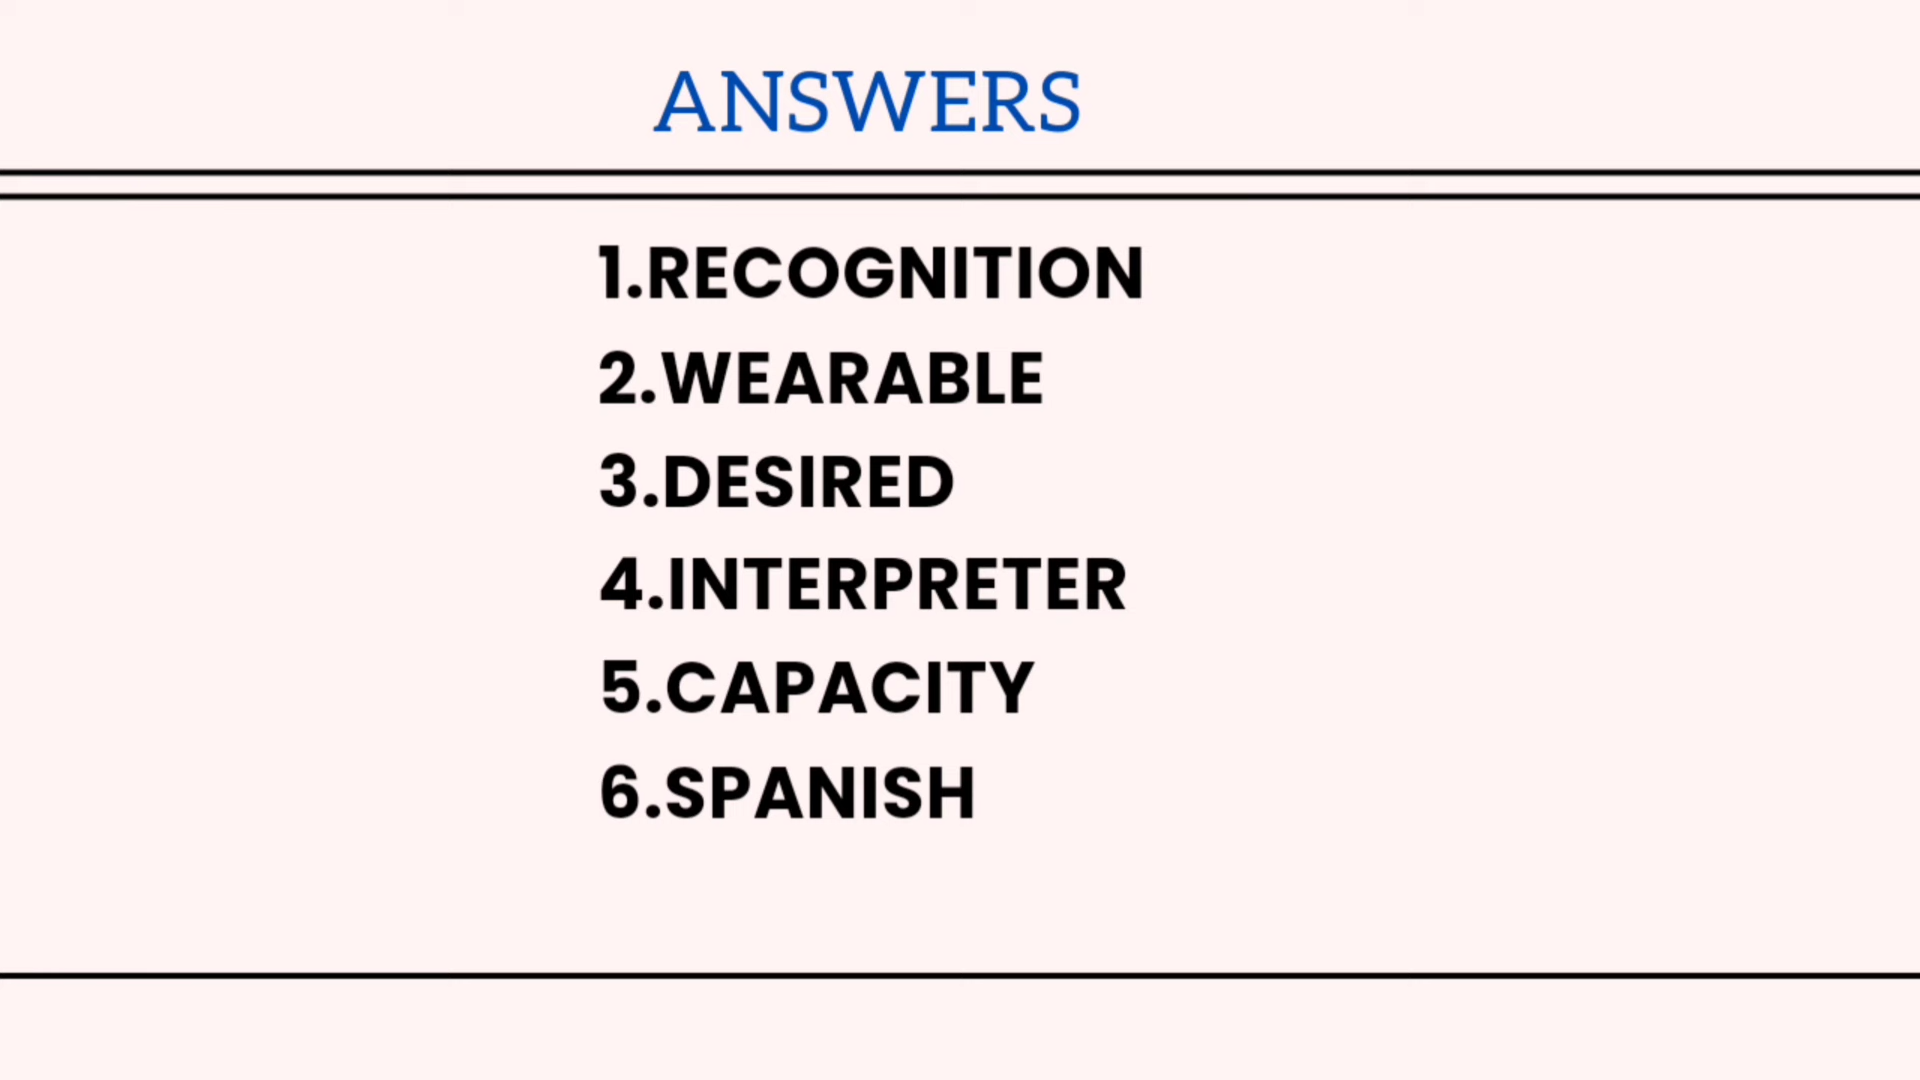 ANSWERS
1.RECOGNITION
2.WEARABLE
3.DESIRED
4.INTERPRETER
5.CAPACITY
6.SPANISH